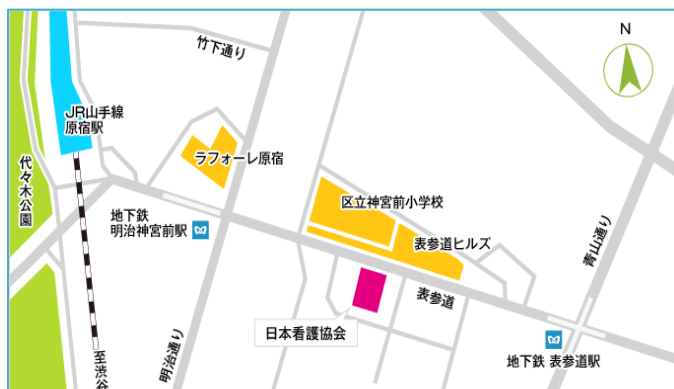 N
竹下通り
JR山手線
原宿駅
代々木公園
ラフォーレ原宿
地下鉄
明治神宮前駅
区立神宮前小学校
表参道ヒルズ
青山通り
表参道
日本看護協会
至渋谷
明治通り
地下鉄 表参道駅